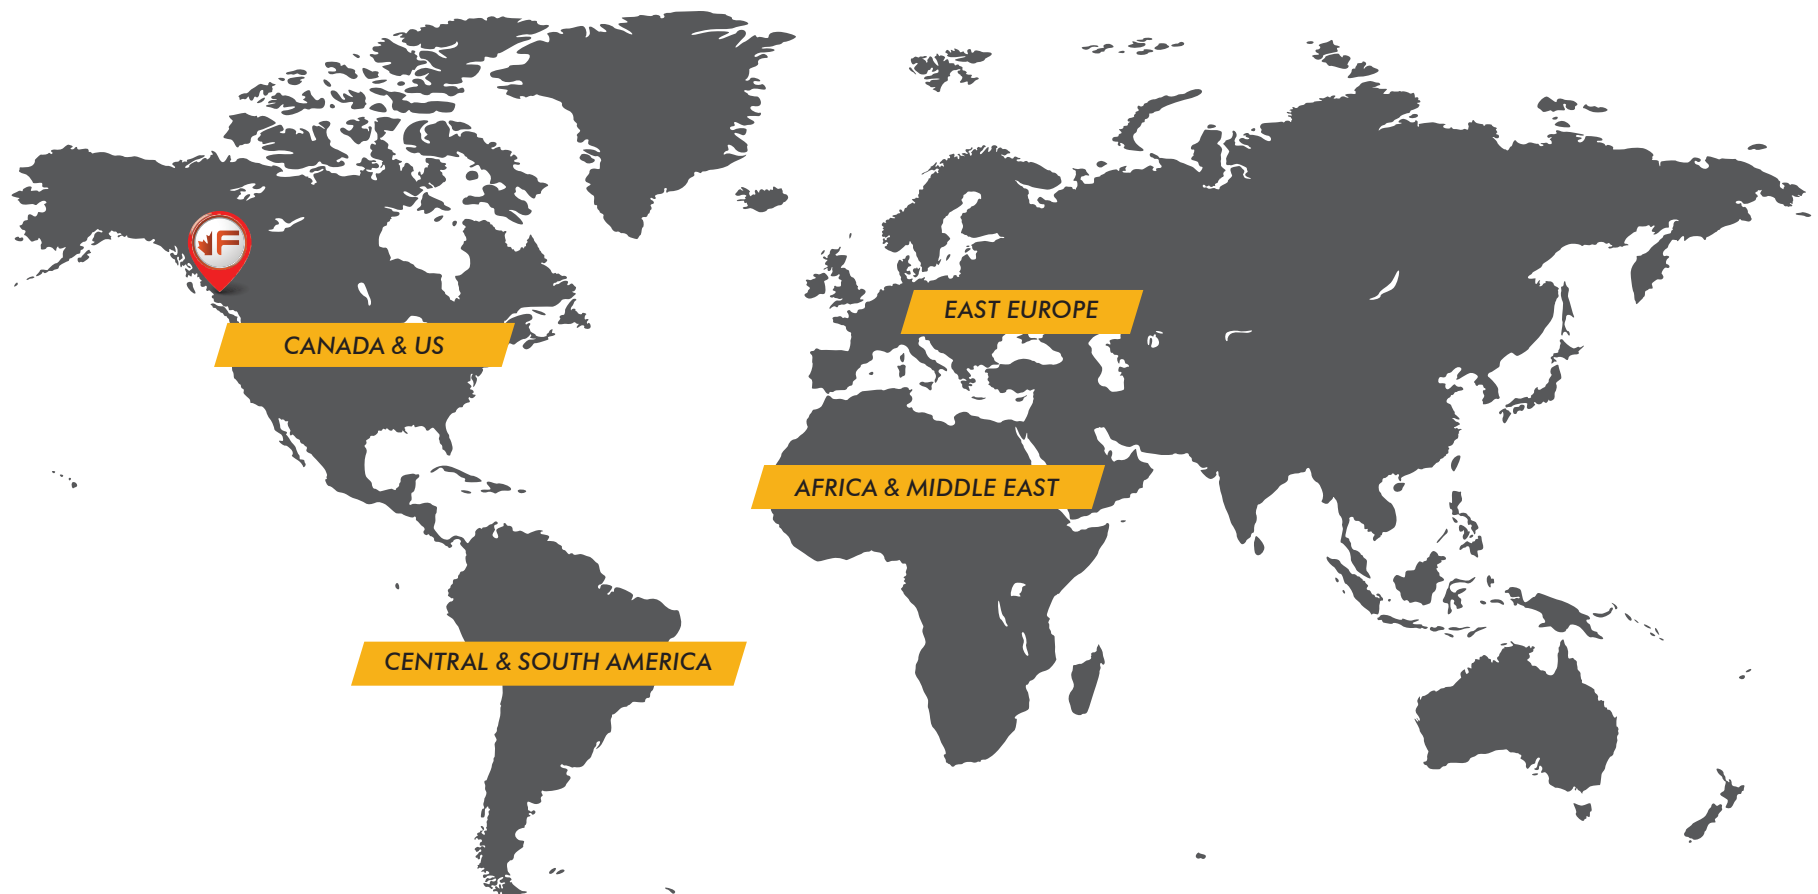 F
EAST EUROPE
CANADA & US
AFRICA & MIDDLE EAST
CENTRAL & SOUTH AMERICA